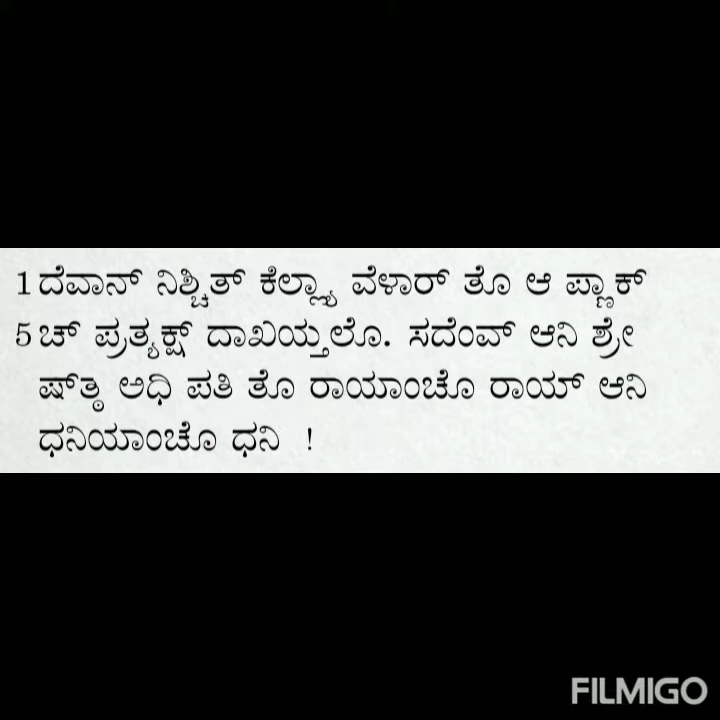 1 ದೆವಾನ್ ನಿಶ್ಚಿತ್ ಕೆಲ್ಲ್ಯಾ ವೆಳಾರ್ ತೊ ಆ ಪ್ಣಾಕ್
5 ಚ್ ಪ್ರತ್ಯಕ್ಷ್ ದಾಖಯ್ತಲೊ. ಸದೆಂವ್ ಆನಿ ಶ್ರೇ
ಷ್‌ತ್ಠ ಅಧಿ ಪತಿ ತೊ ರಾಯಾಂಚೊ ರಾಯ್ ಆನಿ
ಧನಿಯಾಂಚೊ ಧನಿ !
FILMIGO